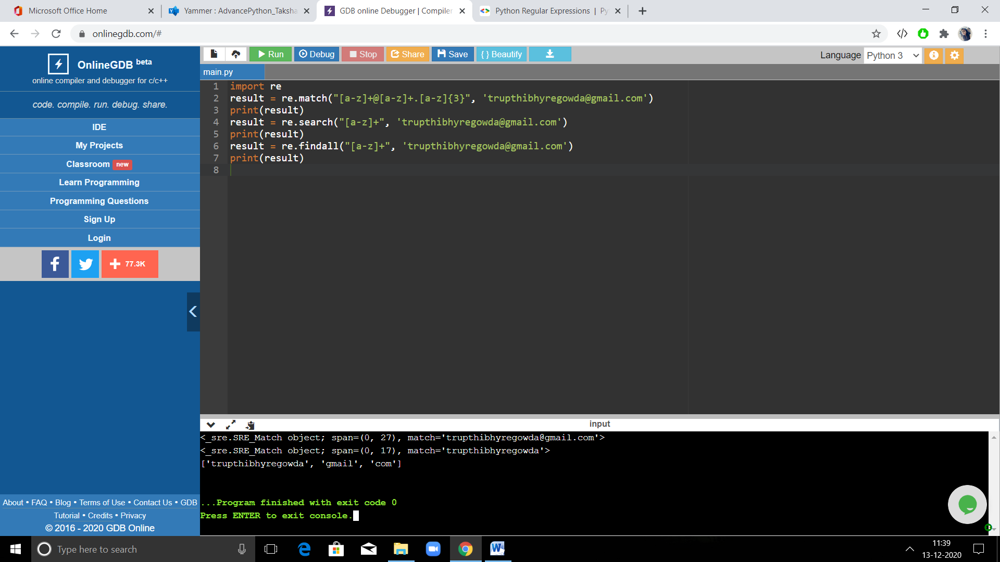 Microsoft Office Home
Yammer : AdvancePython_Taksha
GDB online Debugger | Compiler
Python Regular Expressions | Py
onlinegdb.com/#
OnlineGDB beta
online compiler and debugger for c/c++
code. compile. run. debug. share.
IDE
My Projects
Classroom new
Learn Programming
Programming Questions
Sign Up
Login
77.3K
About • FAQ • Blog • Terms of Use • Contact Us • GDB
Tutorial • Credits • Privacy
© 2016 - 2020 GDB Online
Run Debug Stop Share Save { } Beautify
Language Python 3
main.py
1 import re
2 result = re.match("[a-z]+@[a-z]+.[a-z]{3}", 'trupthibhyregowda@gmail.com')
3 print(result)
4 result = re.search("[a-z]+", 'trupthibhyregowda@gmail.com')
5 print(result)
6 result = re.findall("[a-z]+", 'trupthibhyregowda@gmail.com')
7 print(result)
8
input
<_sre.SRE_Match object; span=(0, 27), match='trupthibhyregowda@gmail.com'>
<_sre.SRE_Match object; span=(0, 17), match='trupthibhyregowda'>
['trupthibhyregowda', 'gmail', 'com']
...Program finished with exit code 0
Press ENTER to exit console.
Type here to search
11:39
13-12-2020